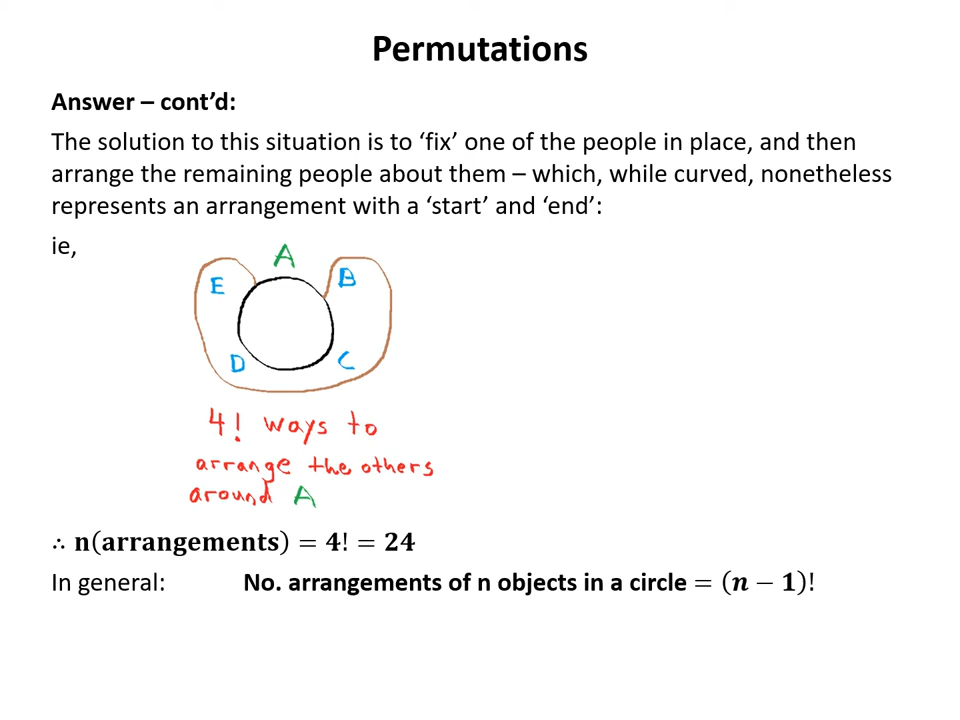 Permutations
Answer – cont’d:
The solution to this situation is to ‘fix’ one of the people in place, and then
arrange the remaining people about them – which, while curved, nonetheless
represents an arrangement with a ‘start’ and ‘end’:
ie,
A
E B
D C
4! ways to
arrange the others
around A
∴ n(arrangements) = 4! = 24
In general: No. arrangements of n objects in a circle = (n − 1)!